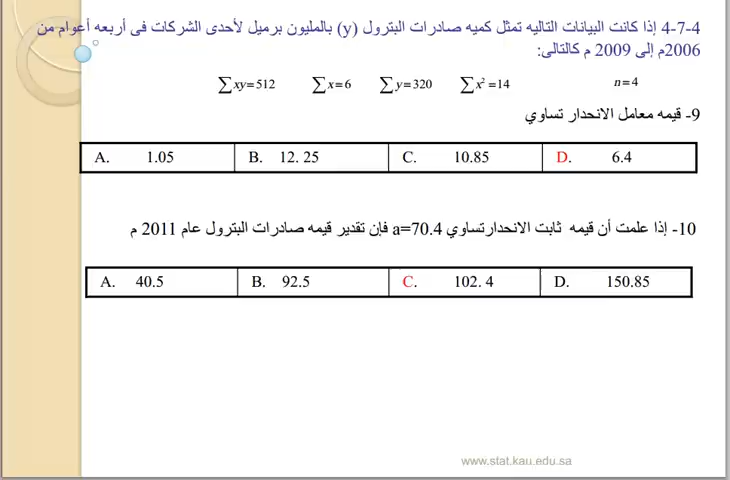 4-7-4 إذا كانت البيانات التاليه تمثل كميه صادرات البترول (y) بالمليون برميل لأحدى الشركات فى أربعه أعوام من
2006م إلى 2009 م كالتالى:
∑xy=512 ∑x=6 ∑y=320 ∑x²=14 n=4
9- قيمه معامل الانحدار تساوي
A. 1.05 B. 12. 25 C. 10.85 D. 6.4
10- إذا علمت أن قيمه ثابت الانحدارتساوي a=70.4 فإن تقدير قيمه صادرات البترول عام 2011 م
A. 40.5 B. 92.5 C. 102. 4 D. 150.85
www.stat.kau.edu.sa